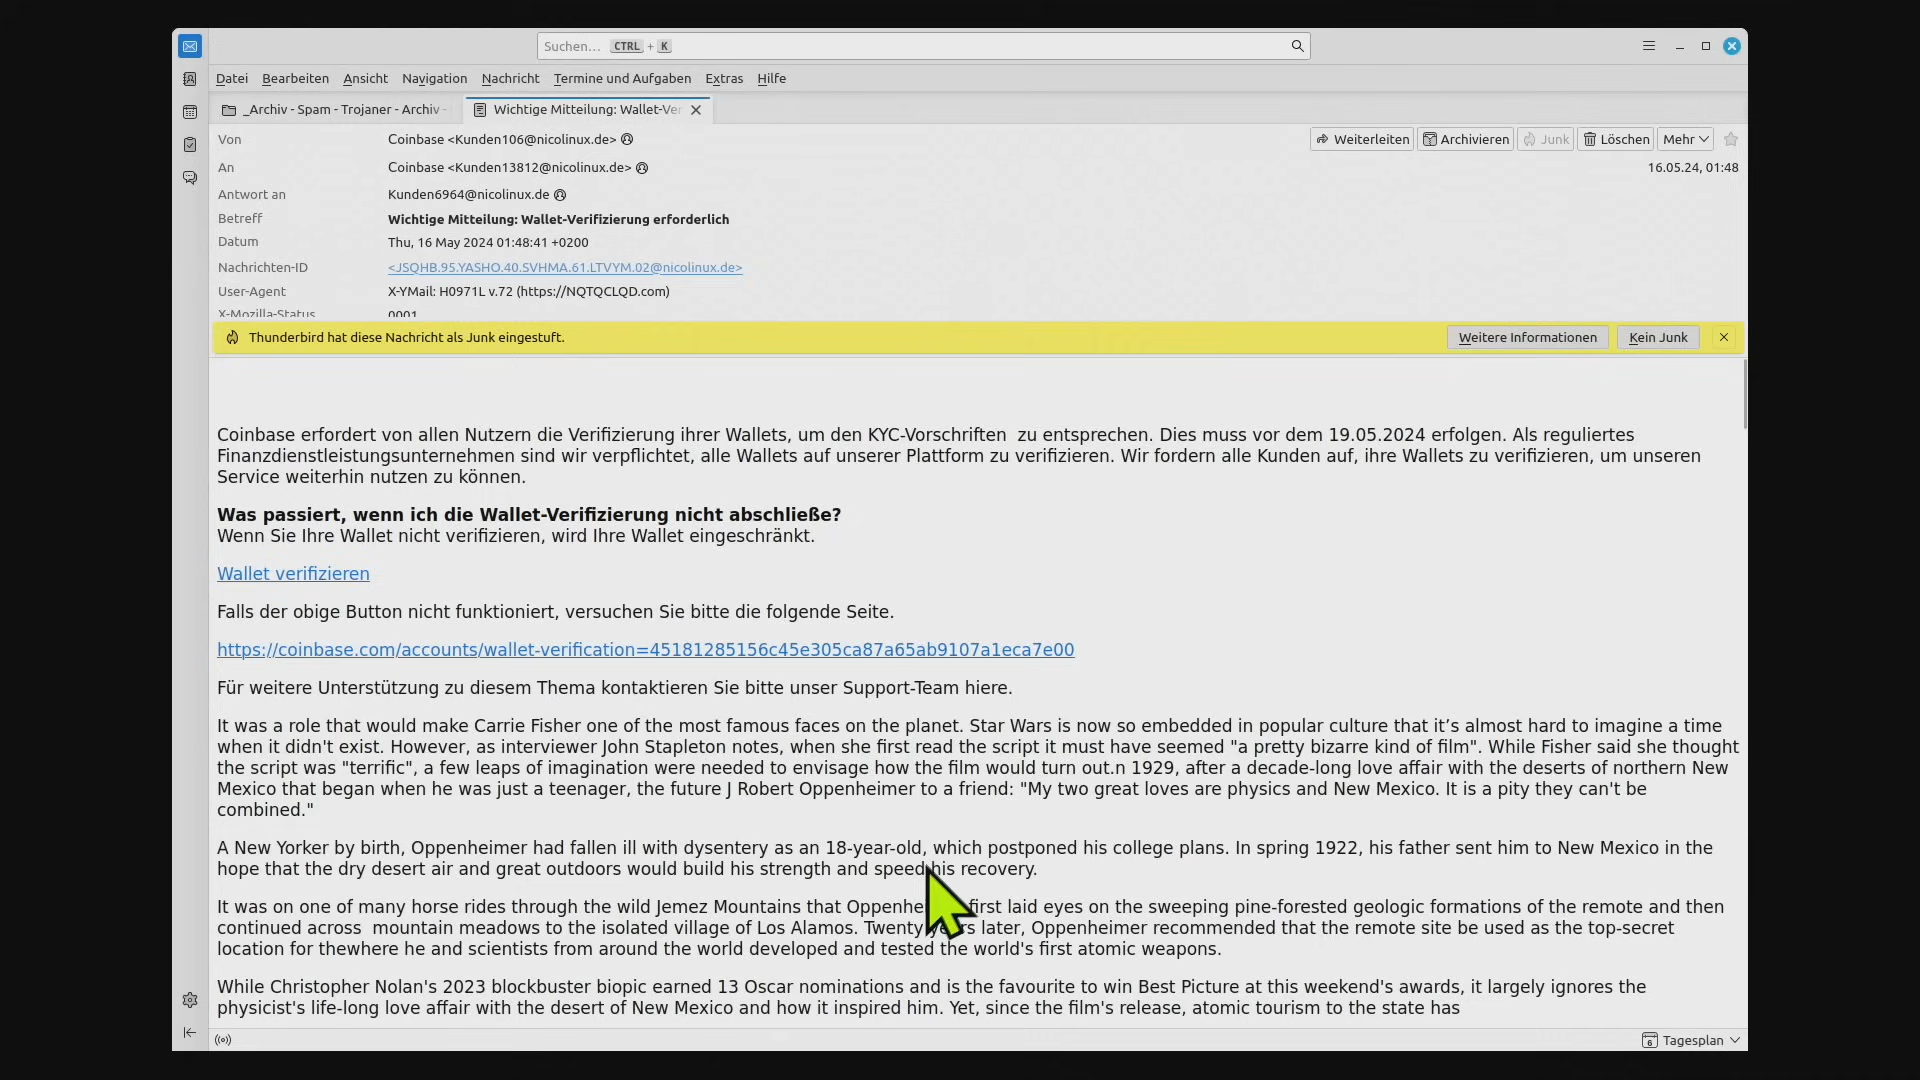 Suchen... CTRL + K
Datei Bearbeiten Ansicht Navigation Nachricht Termine und Aufgaben Extras Hilfe
_Archiv - Spam - Trojaner - Archiv - Wichtige Mitteilung: Wallet-Ver
Von Coinbase <Kunden106@nicolinux.de> Weiterleiten Archivieren Junk Löschen Mehr
An Coinbase <Kunden13812@nicolinux.de> 16.05.24, 01:48
Antwort an Kunden6964@nicolinux.de
Betreff Wichtige Mitteilung: Wallet-Verifizierung erforderlich
Datum Thu, 16 May 2024 01:48:41 +0200
Nachrichten-ID <JSQHB.95.YASHO.40.SVHMA.61.LTVYM.02@nicolinux.de>
User-Agent X-YMail: H0971L v.72 (https://NQTQCLQD.com)
X-Mozilla-Status 0001
Thunderbird hat diese Nachricht als Junk eingestuft. Weitere Informationen Kein Junk
Coinbase erfordert von allen Nutzern die Verifizierung ihrer Wallets, um den KYC-Vorschriften  zu entsprechen. Dies muss vor dem 19.05.2024 erfolgen. Als reguliertes
Finanzdienstleistungsunternehmen sind wir verpflichtet, alle Wallets auf unserer Plattform zu verifizieren. Wir fordern alle Kunden auf, ihre Wallets zu verifizieren, um unseren
Service weiterhin nutzen zu können.
Was passiert, wenn ich die Wallet-Verifizierung nicht abschließe?
Wenn Sie Ihre Wallet nicht verifizieren, wird Ihre Wallet eingeschränkt.
Wallet verifizieren
Falls der obige Button nicht funktioniert, versuchen Sie bitte die folgende Seite.
https://coinbase.com/accounts/wallet-verification=45181285156c45e305ca87a65ab9107a1eca7e00
Für weitere Unterstützung zu diesem Thema kontaktieren Sie bitte unser Support-Team hiere.
It was a role that would make Carrie Fisher one of the most famous faces on the planet. Star Wars is now so embedded in popular culture that it’s almost hard to imagine a time
when it didn't exist. However, as interviewer John Stapleton notes, when she first read the script it must have seemed "a pretty bizarre kind of film". While Fisher said she thought
the script was "terrific", a few leaps of imagination were needed to envisage how the film would turn out.n 1929, after a decade-long love affair with the deserts of northern New
Mexico that began when he was just a teenager, the future J Robert Oppenheimer to a friend: "My two great loves are physics and New Mexico. It is a pity they can't be
combined."
A New Yorker by birth, Oppenheimer had fallen ill with dysentery as an 18-year-old, which postponed his college plans. In spring 1922, his father sent him to New Mexico in the
hope that the dry desert air and great outdoors would build his strength and speed his recovery.
It was on one of many horse rides through the wild Jemez Mountains that Oppenhe first laid eyes on the sweeping pine-forested geologic formations of the remote and then
continued across  mountain meadows to the isolated village of Los Alamos. Twenty years later, Oppenheimer recommended that the remote site be used as the top-secret
location for thewhere he and scientists from around the world developed and tested the world's first atomic weapons.
While Christopher Nolan's 2023 blockbuster biopic earned 13 Oscar nominations and is the favourite to win Best Picture at this weekend's awards, it largely ignores the
physicist's life-long love affair with the desert of New Mexico and how it inspired him. Yet, since the film's release, atomic tourism to the state has
6 Tagesplan